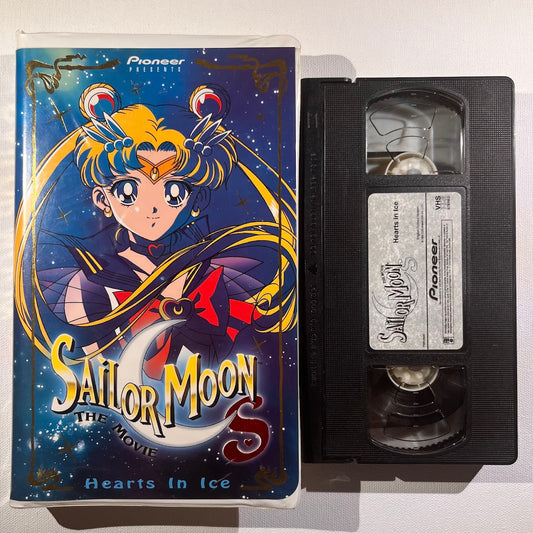 Pioneer
PRESENTS
SAILOR MOON
S
THE MOVIE
Hearts In Ice
SAILOR MOON
Hearts In Ice
Pioneer
VHS